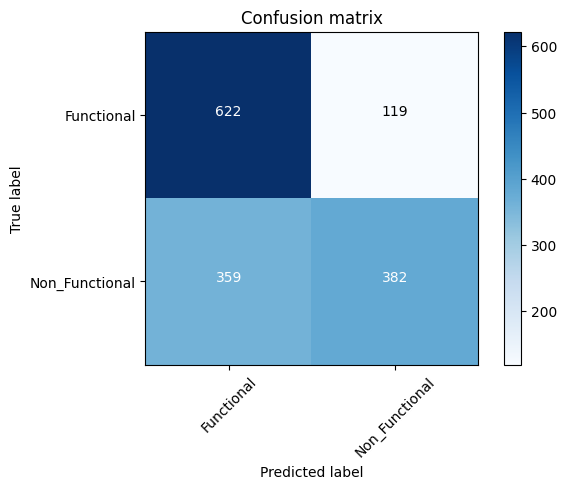 Confusion matrix
True label
Functional
622
119
Non_Functional
359
382
Functional
Non_Functional
Predicted label
600
500
400
300
200